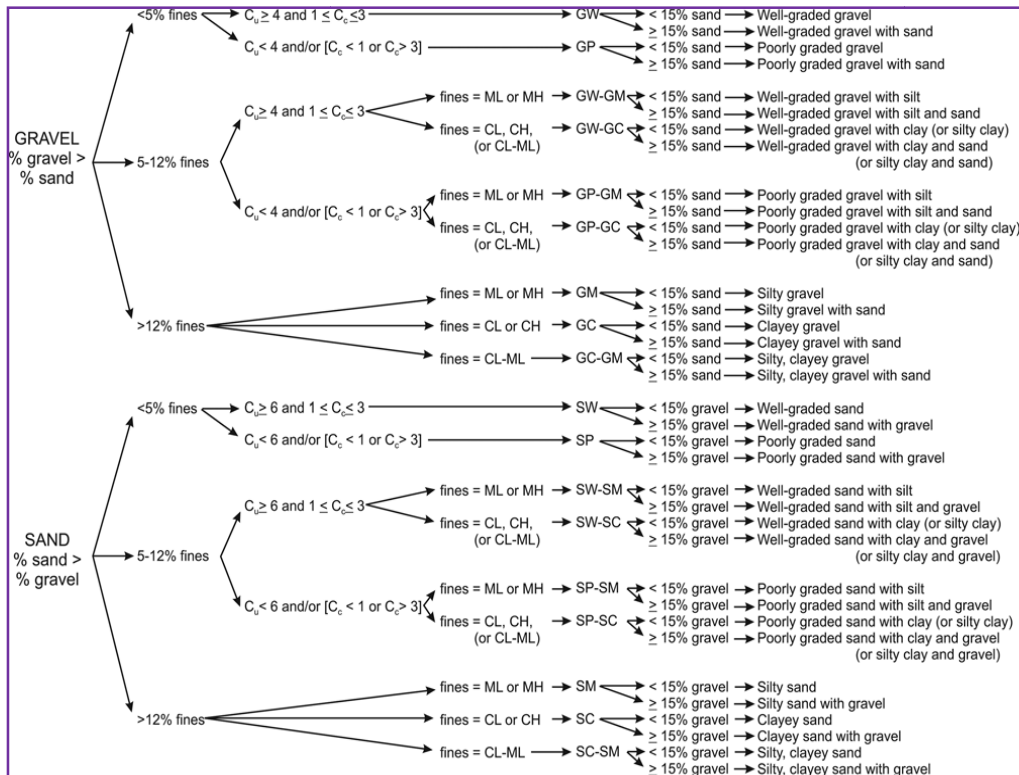 <5% fines
C_u ≥ 4 and 1 ≤ C_c ≤3
GW
< 15% sand
Well-graded gravel
≥ 15% sand
Well-graded gravel with sand
C_u < 4 and/or [C_c < 1 or C_c > 3]
GP
< 15% sand
Poorly graded gravel
≥ 15% sand
Poorly graded gravel with sand
GRAVEL
% gravel >
% sand
5-12% fines
C_u ≥ 4 and 1 ≤ C_c ≤ 3
fines = ML or MH
GW-GM
< 15% sand
Well-graded gravel with silt
≥ 15% sand
Well-graded gravel with silt and sand
fines = CL, CH,
(or CL-ML)
GW-GC
< 15% sand
Well-graded gravel with clay (or silty clay)
≥ 15% sand
Well-graded gravel with clay and sand
(or silty clay and sand)
C_u < 4 and/or [C_c < 1 or C_c > 3]
fines = ML or MH
GP-GM
< 15% sand
Poorly graded gravel with silt
≥ 15% sand
Poorly graded gravel with silt and sand
fines = CL, CH,
(or CL-ML)
GP-GC
< 15% sand
Poorly graded gravel with clay (or silty clay)
≥ 15% sand
Poorly graded gravel with clay and sand
(or silty clay and sand)
>12% fines
fines = ML or MH
GM
< 15% sand
Silty gravel
≥ 15% sand
Silty gravel with sand
fines = CL or CH
GC
< 15% sand
Clayey gravel
≥ 15% sand
Clayey gravel with sand
fines = CL-ML
GC-GM
< 15% sand
Silty, clayey gravel
≥ 15% sand
Silty, clayey gravel with sand
<5% fines
C_u ≥ 6 and 1 ≤ C_c ≤ 3
SW
< 15% gravel
Well-graded sand
≥ 15% gravel
Well-graded sand with gravel
C_u < 6 and/or [C_c < 1 or C_c > 3]
SP
< 15% gravel
Poorly graded sand
≥ 15% gravel
Poorly graded sand with gravel
SAND
% sand >
% gravel
5-12% fines
C_u ≥ 6 and 1 ≤ C_c ≤ 3
fines = ML or MH
SW-SM
< 15% gravel
Well-graded sand with silt
≥ 15% gravel
Well-graded sand with silt and gravel
fines = CL, CH,
(or CL-ML)
SW-SC
< 15% gravel
Well-graded sand with clay (or silty clay)
≥ 15% gravel
Well-graded sand with clay and gravel
(or silty clay and gravel)
C_u < 6 and/or [C_c < 1 or C_c > 3]
fines = ML or MH
SP-SM
< 15% gravel
Poorly graded sand with silt
≥ 15% gravel
Poorly graded sand with silt and gravel
fines = CL, CH,
(or CL-ML)
SP-SC
< 15% gravel
Poorly graded sand with clay (or silty clay)
≥ 15% gravel
Poorly graded sand with clay and gravel
(or silty clay and gravel)
>12% fines
fines = ML or MH
SM
< 15% gravel
Silty sand
≥ 15% gravel
Silty sand with gravel
fines = CL or CH
SC
< 15% gravel
Clayey sand
≥ 15% gravel
Clayey sand with gravel
fines = CL-ML
SC-SM
< 15% gravel
Silty, clayey sand
≥ 15% gravel
Silty, clayey sand with gravel